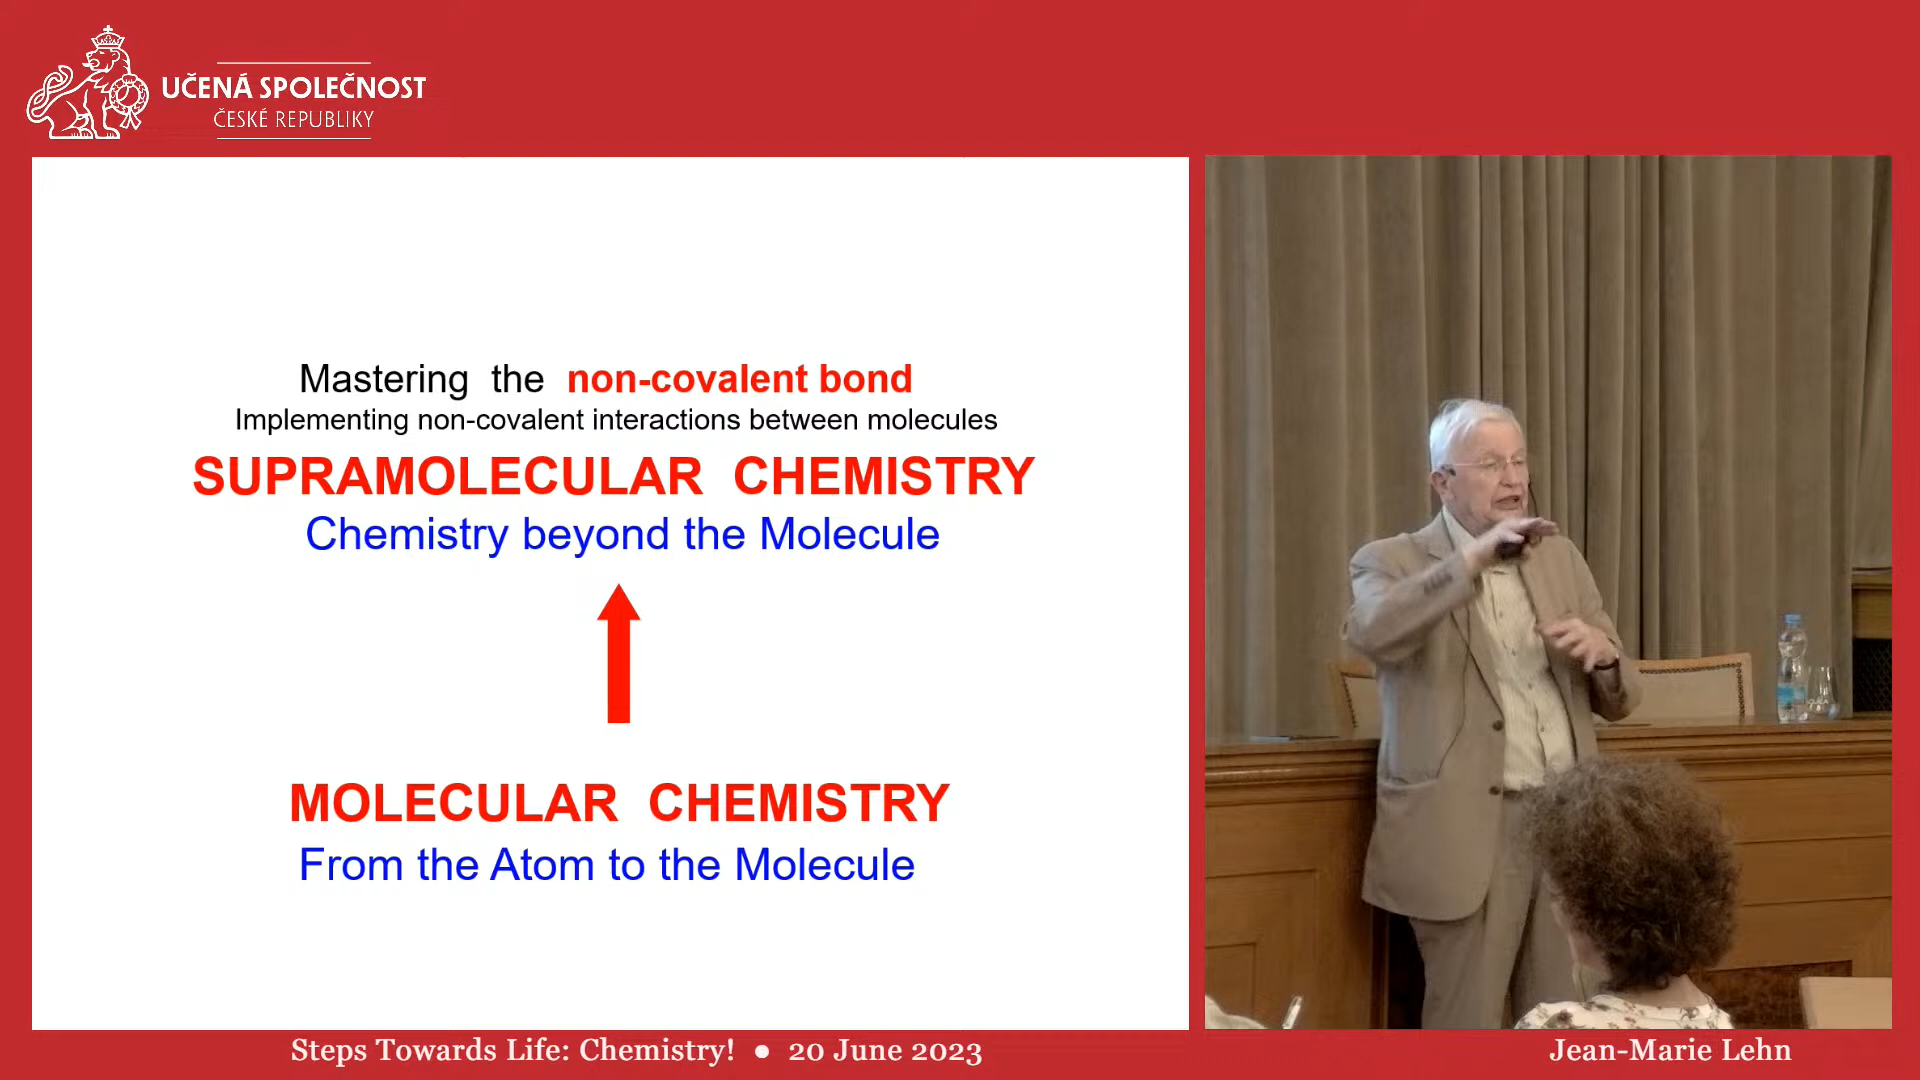 UČENÁ SPOLEČNOST
ČESKÉ REPUBLIKY
Mastering the non-covalent bond
Implementing non-covalent interactions between molecules
SUPRAMOLECULAR CHEMISTRY
Chemistry beyond the Molecule
MOLECULAR CHEMISTRY
From the Atom to the Molecule
Steps Towards Life: Chemistry! ● 20 June 2023
Jean-Marie Lehn